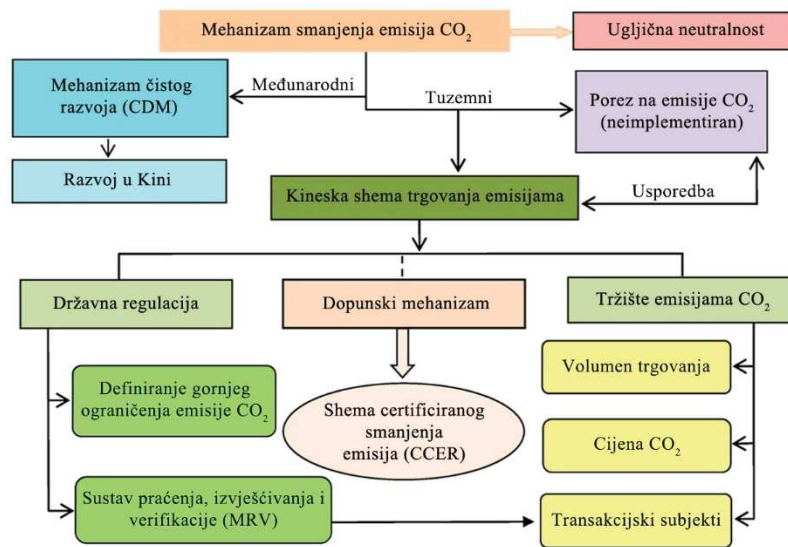 Mehanizam smanjenja emisija CO₂
Ugljična neutralnost
Mehanizam čistog
razvoja (CDM)
Međunarodni
Tuzemni
Porez na emisije CO₂
(neimplementiran)
Razvoj u Kini
Kineska shema trgovanja emisijama
Usporedba
Državna regulacija
Dopunski mehanizam
Tržište emisijama CO₂
Definiranje gornjeg
ograničenja emisije CO₂
Shema certificiranog
smanjenja
emisija (CCER)
Volumen trgovanja
Cijena CO₂
Sustav praćenja, izvješćivanja i
verifikacije (MRV)
Transakcijski subjekti